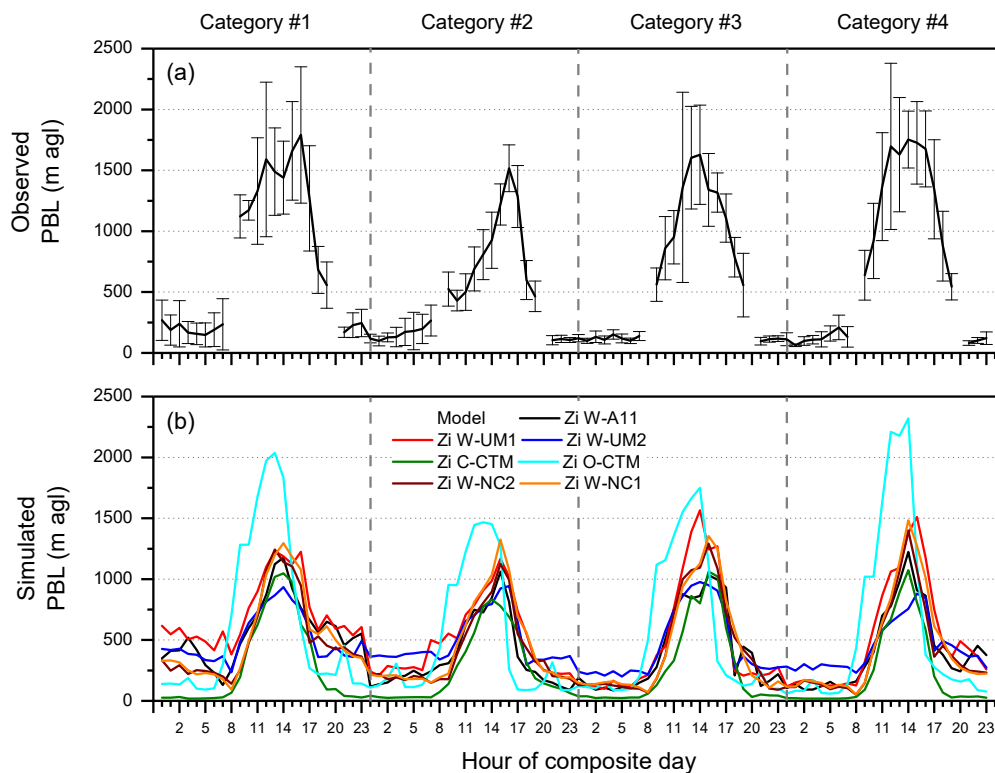 Category #1 Category #2 Category #3 Category #4
2500
(a)
2000
1500
1000
500
0
Observed
PBL (m agl)
2500
(b)
2000
1500
1000
500
0
Simulated
PBL (m agl)
Model Zi W-A11
Zi W-UM1 Zi W-UM2
Zi C-CTM Zi O-CTM
Zi W-NC2 Zi W-NC1
2 5 8 11 14 17 20 23 2 5 8 11 14 17 20 23 2 5 8 11 14 17 20 23 2 5 8 11 14 17 20 23
Hour of composite day